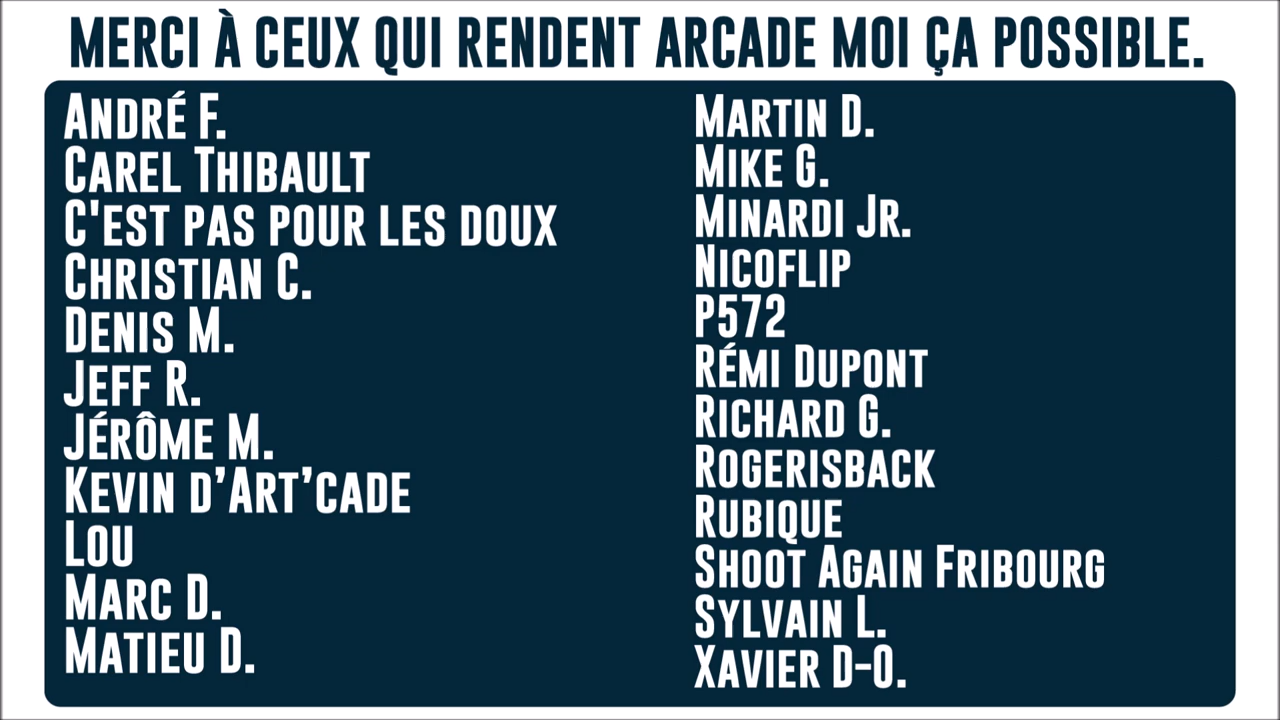 MERCI À CEUX QUI RENDENT ARCADE MOI ÇA POSSIBLE.
André F.
Carel Thibault
C'est pas pour les doux
Christian C.
Denis M.
Jeff R.
Jérôme M.
Kevin d’Art’cade
Lou
Marc D.
Matieu D.
Martin D.
Mike G.
Minardi Jr.
Nicoflip
P572
Rémi Dupont
Richard G.
Rogerisback
Rubique
Shoot Again Fribourg
Sylvain L.
Xavier D-O.